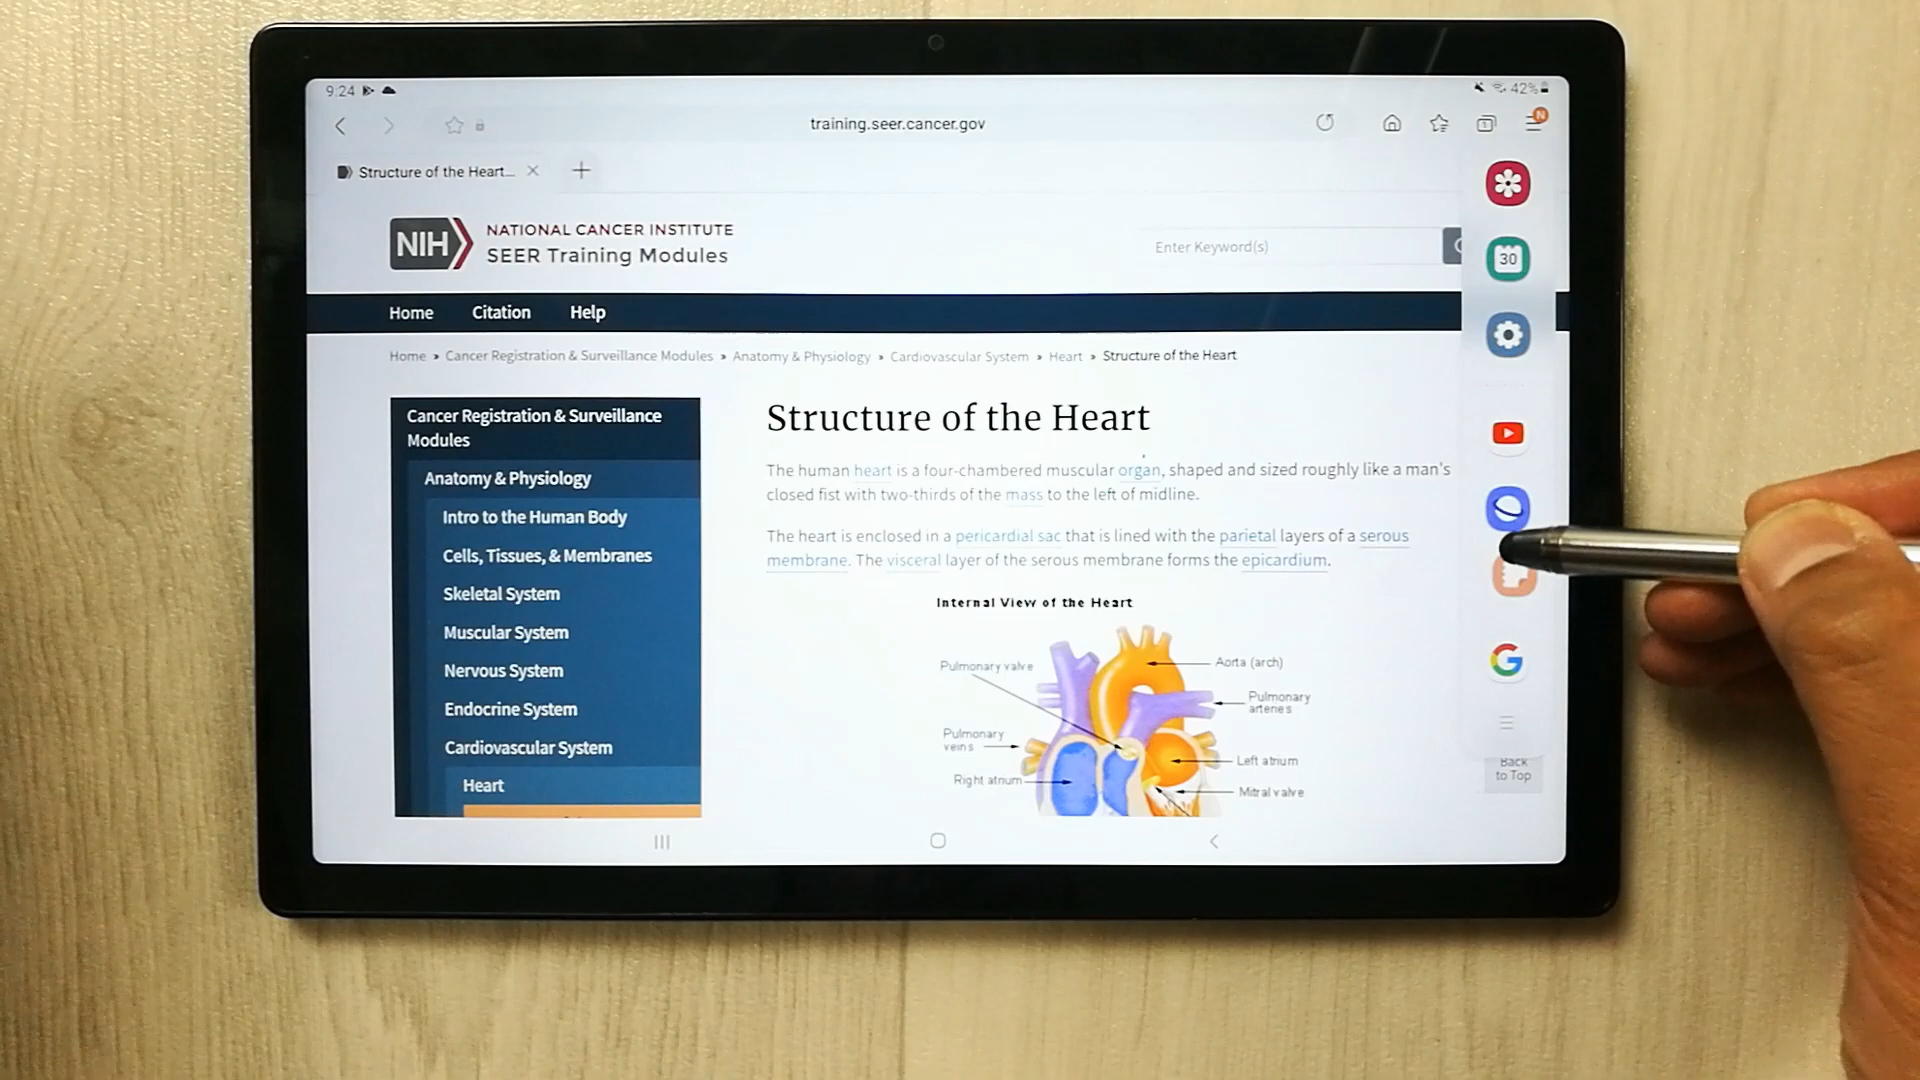 9:24
42%
training.seer.cancer.gov
Structure of the Heart...
NIH
NATIONAL CANCER INSTITUTE
SEER Training Modules
Enter Keyword(s)
N
30
Home Citation Help
Home » Cancer Registration & Surveillance Modules » Anatomy & Physiology » Cardiovascular System » Heart » Structure of the Heart
Cancer Registration & Surveillance
Modules
Anatomy & Physiology
Intro to the Human Body
Cells, Tissues, & Membranes
Skeletal System
Muscular System
Nervous System
Endocrine System
Cardiovascular System
Heart
Structure of the Heart
The human heart is a four-chambered muscular organ, shaped and sized roughly like a man's
closed fist with two-thirds of the mass to the left of midline.
The heart is enclosed in a pericardial sac that is lined with the parietal layers of a serous
membrane. The visceral layer of the serous membrane forms the epicardium.
Internal View of the Heart
Pulmonary valve
Aorta (arch)
Pulmonary
arteries
Pulmonary
veins
Left atrium
Right atrium
Mitral valve
Back
to Top